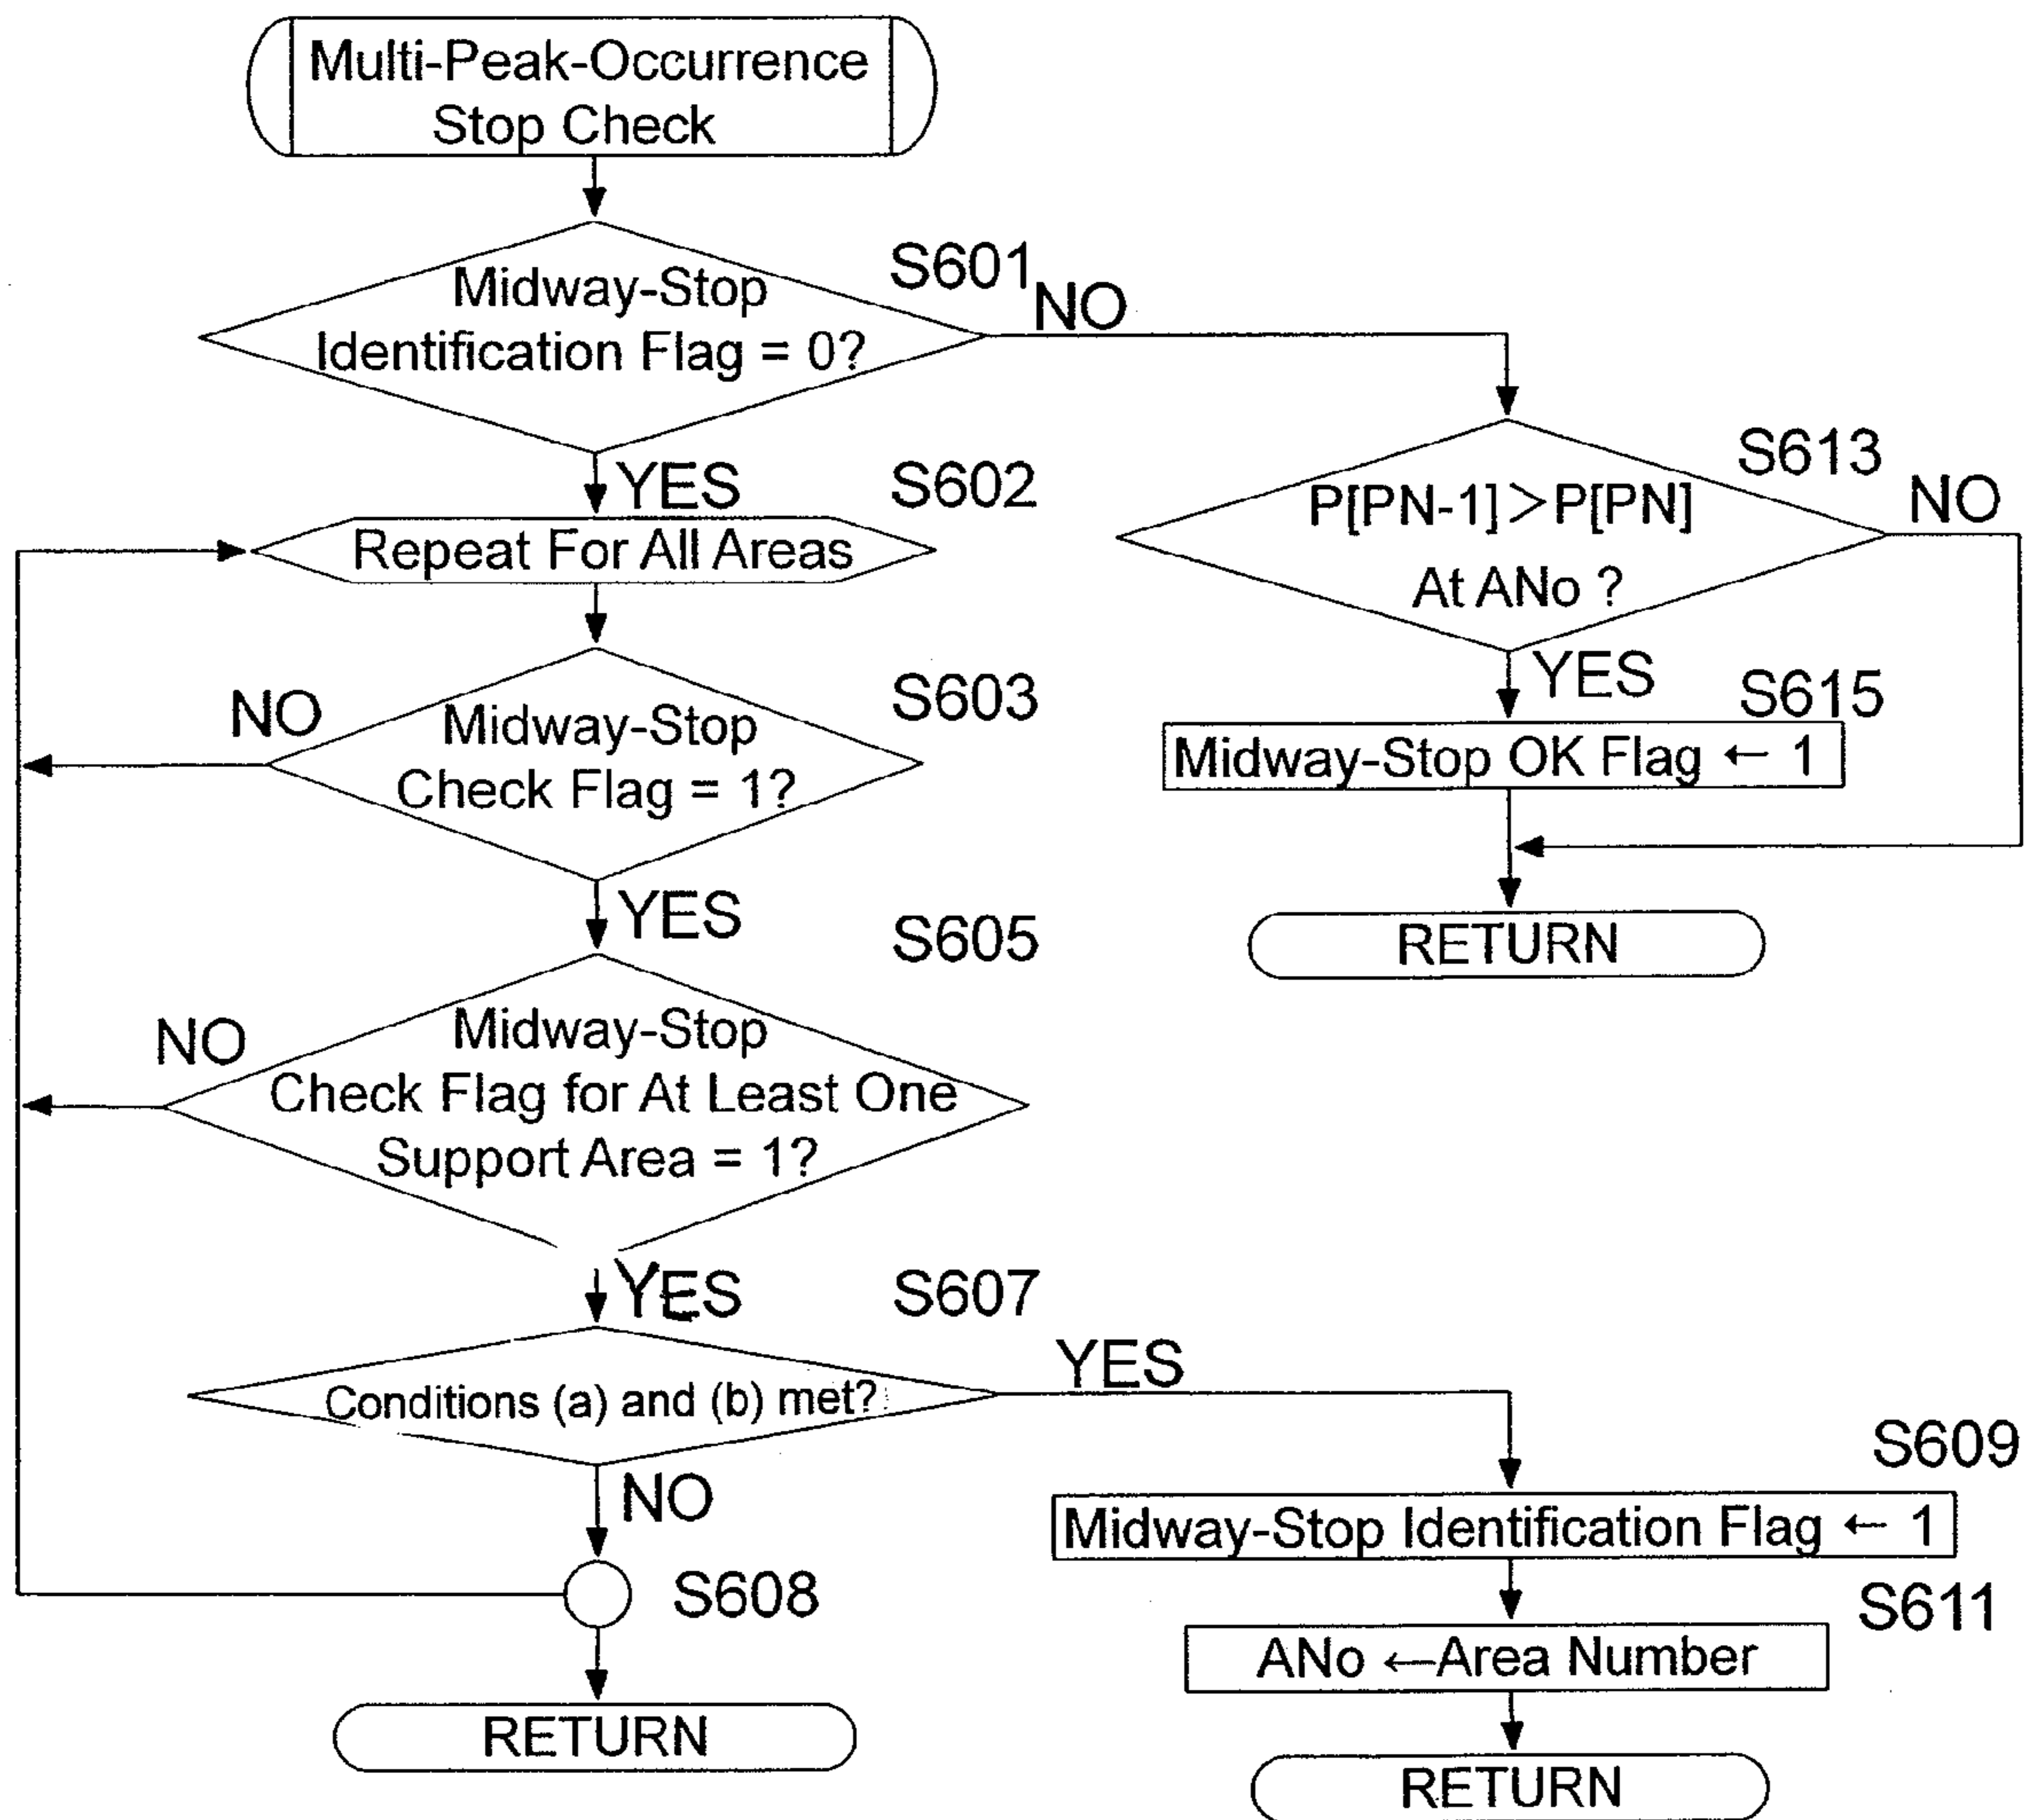 Multi-Peak-Occurrence
Stop Check
Midway-Stop
Identification Flag = 0?
S601
NO
YES
S602
Repeat For All Areas
S613
P[PN-1]>P[PN]
At ANo ?
NO
YES
S615
Midway-Stop OK Flag ← 1
RETURN
S603
NO
Midway-Stop
Check Flag = 1?
YES
S605
NO
Midway-Stop
Check Flag for At Least One
Support Area = 1?
YES
S607
Conditions (a) and (b) met?
YES
NO
S608
RETURN
S609
Midway-Stop Identification Flag ← 1
S611
ANo ←Area Number
RETURN